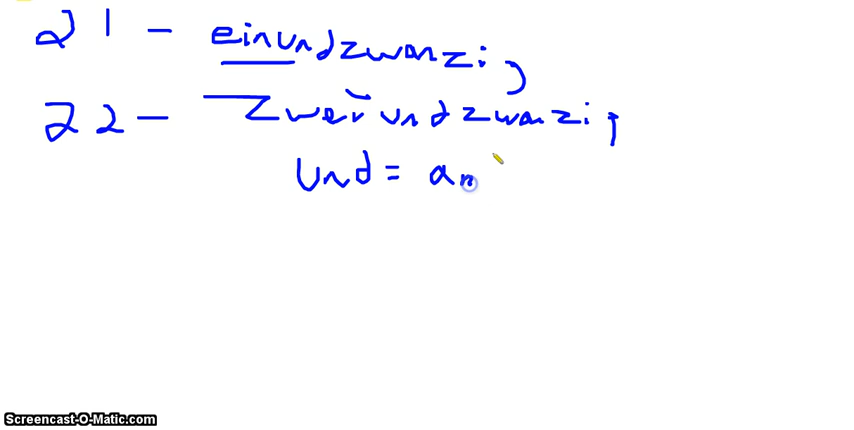 21 - einundzwanzig
22 - Zweiundzwanzig
Und = an
Screencast-O-Matic.com